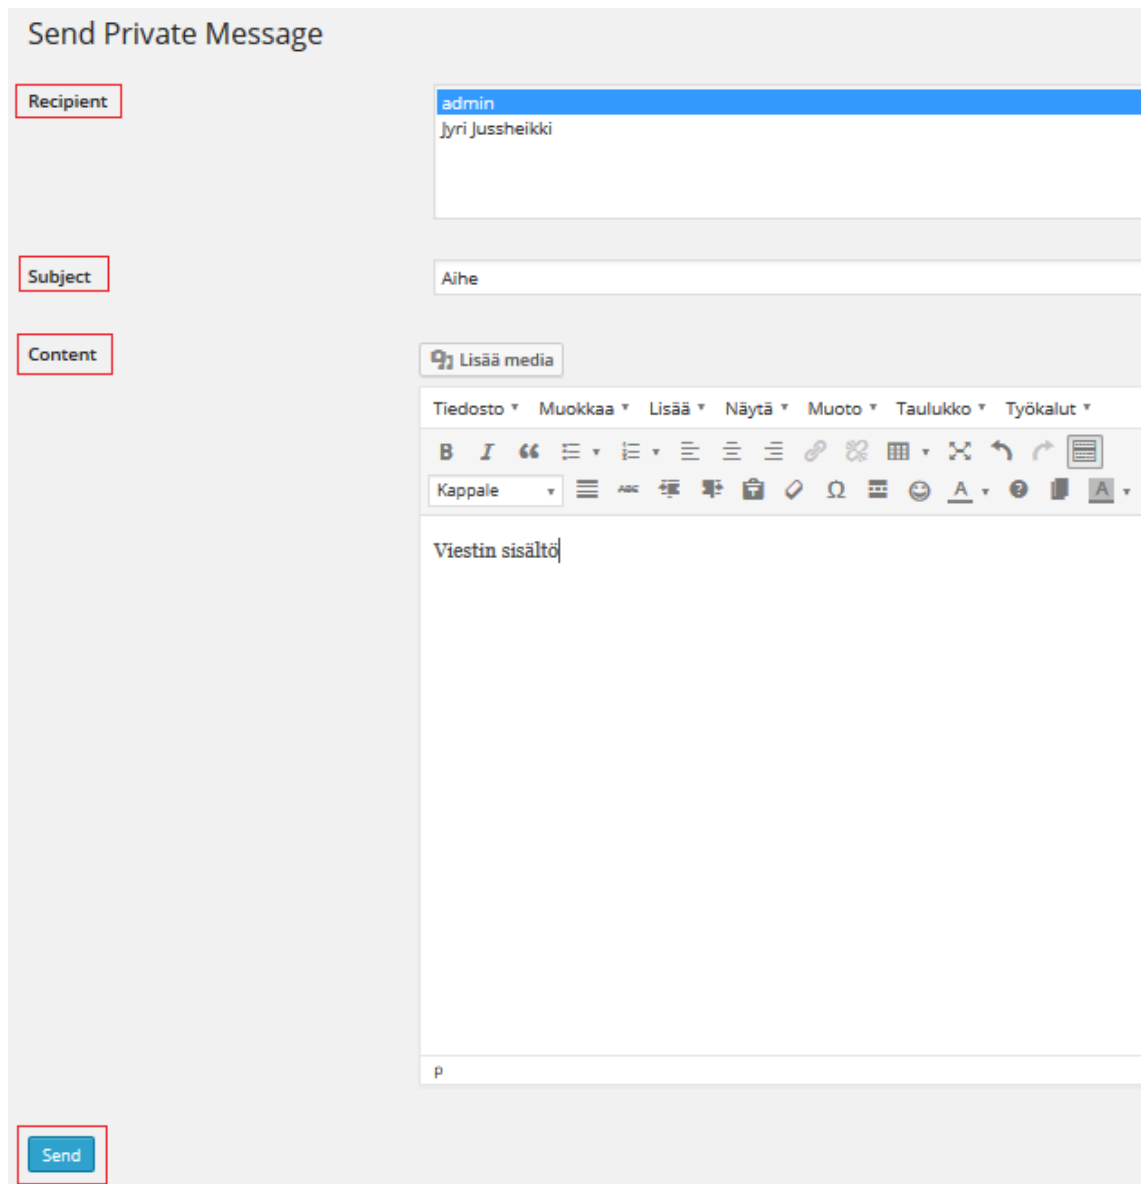 Send Private Message
Recipient
admin
Jyri Jussheikki
Subject
Aihe
Content
Lisää media
Tiedosto Muokkaa Lisää Näytä Muoto Taulukko Työkalut
B I
Kappale ABC Ω A A
Viestin sisältö
p
Send